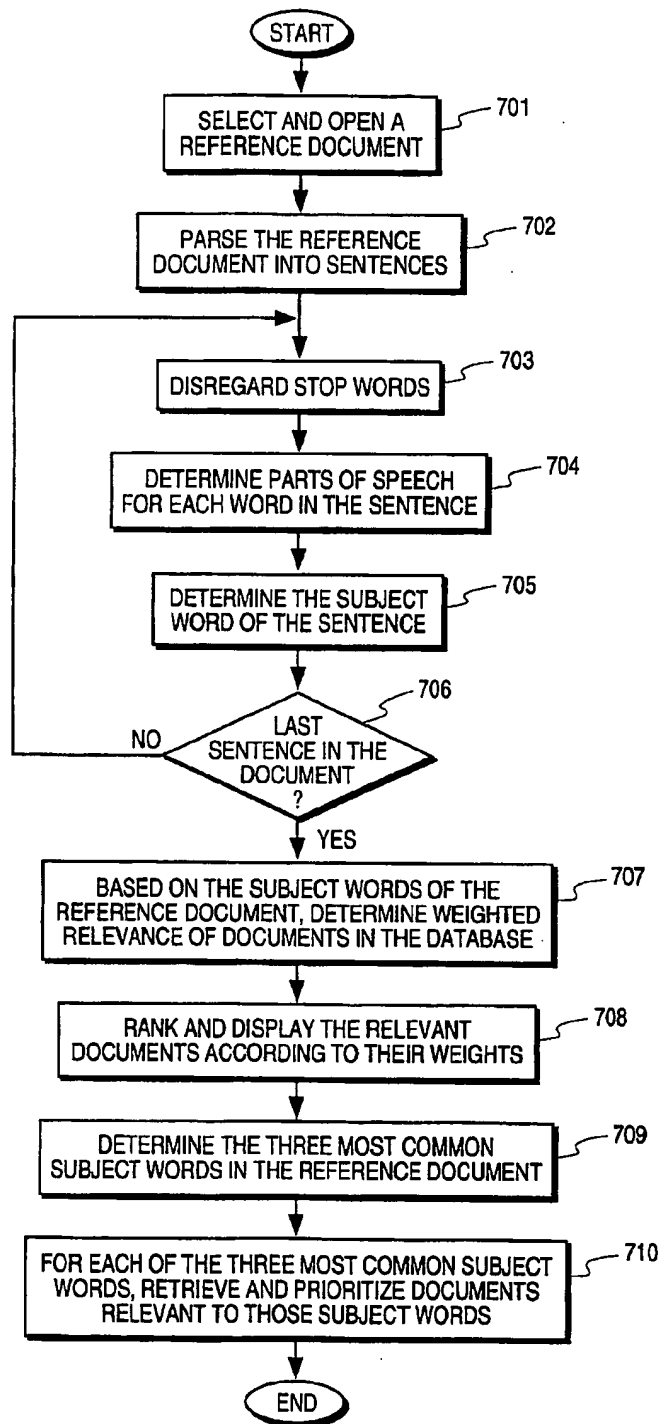 START
SELECT AND OPEN A
REFERENCE DOCUMENT
701
PARSE THE REFERENCE
DOCUMENT INTO SENTENCES
702
DISREGARD STOP WORDS
703
DETERMINE PARTS OF SPEECH
FOR EACH WORD IN THE SENTENCE
704
DETERMINE THE SUBJECT
WORD OF THE SENTENCE
705
LAST
SENTENCE IN THE
DOCUMENT
?
706
NO
YES
BASED ON THE SUBJECT WORDS OF THE
REFERENCE DOCUMENT, DETERMINE WEIGHTED
RELEVANCE OF DOCUMENTS IN THE DATABASE
707
RANK AND DISPLAY THE RELEVANT
DOCUMENTS ACCORDING TO THEIR WEIGHTS
708
DETERMINE THE THREE MOST COMMON
SUBJECT WORDS IN THE REFERENCE DOCUMENT
709
FOR EACH OF THE THREE MOST COMMON SUBJECT
WORDS, RETRIEVE AND PRIORITIZE DOCUMENTS
RELEVANT TO THOSE SUBJECT WORDS
710
END